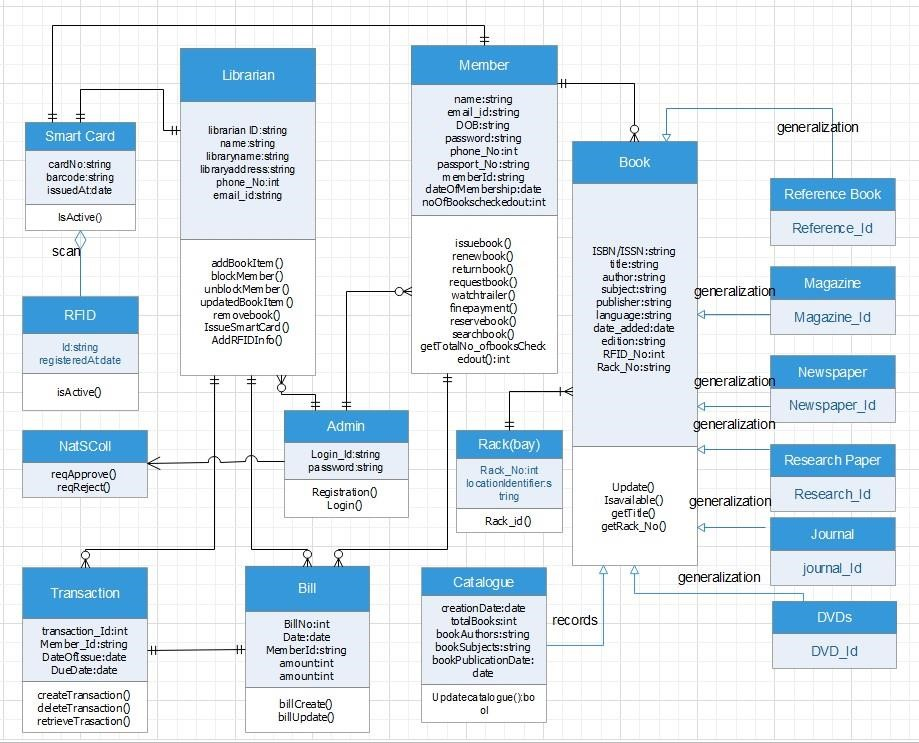 Librarian
librarian ID:string
name:string
libraryname:string
libraryaddress:string
phone_No:int
email_id:string
addBookItem()
blockMember()
unblockMember()
updatedBookItem()
removebook()
IssueSmartCard()
AddRFIDInfo()
Member
name:string
email_id:string
DOB:string
password:string
phone_No:int
passport_No:string
memberId:string
dateOfMembership:date
noOfBookscheckedout:int
issuebook()
renewbook()
returnbook()
requestbook()
watchtrailer()
finepayment()
reservebook()
searchbook()
getTotalNo_ofbooksCheck
edout():int
Smart Card
cardNo:string
barcode:string
issuedAt:date
IsActive()
scan
RFID
Id:string
registeredAt:date
isActive()
Book
ISBN/ISSN:string
title:string
author:string
subject:string
publisher:string
language:string
date_added:date
edition:string
RFID_No:int
Rack_No:string
Update()
Isavailable()
getTitle()
getRack_No()
generalization
Reference Book
Reference_Id
generalization
Magazine
Magazine_Id
generalization
Newspaper
Newspaper_Id
generalization
Research Paper
Research_Id
generalization
Journal
journal_Id
generalization
DVDs
DVD_Id
NatSColl
reqApprove()
reqReject()
Admin
Login_Id:string
password:string
Registration()
Login()
Rack(bay)
Rack_No:int
locationIdentifier:s
tring
Rack_id()
Transaction
transaction_Id:int
Member_Id:string
DateOfIssue:date
DueDate:date
createTransaction()
deleteTransaction()
retrieveTrasaction()
Bill
BillNo:int
Date:date
MemberId:string
amount:int
amount:int
billCreate()
billUpdate()
Catalogue
creationDate:date
totalBooks:int
bookAuthors:string
bookSubjects:string
bookPublicationDate:
date
Updatecatalogue():bo
ol
records